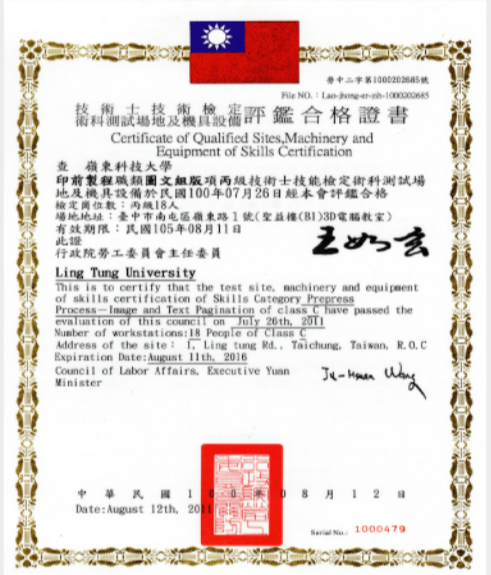 勞中二字第1000202685號
File NO.：Lao-jhong-er-zih-1000202685
技術士技術檢定
術科測試場地及機具設備評鑑合格證書
Certificate of Qualified Sites,Machinery and
Equipment of Skills Certification
查 嶺東科技大學
印前製程職類圖文組版項丙級技術士技能檢定術科測試場
地及機具設備於民國100年07月26日經本會評鑑合格
檢定崗位數：丙級18人
場地地址：臺中市南屯區嶺東路1號(聖益樓(B1)3D電腦教室)
有效期限：民國105年08月11日
此證
行政院勞工委員會主任委員
王如玄
Ling Tung University
This is to certify that the test site, machinery and equipment
of skills certification of Skills Category Prepress
Process－Image and Text Pagination of class C have passed the
evaluation of this council on July 26th, 2011
Number of workstations:18 People of Class C
Address of the site： 1, Ling tung Rd., Taichung, Taiwan, R.O.C
Expiration Date:August 11th, 2016
Council of Labor Affairs, Executive Yuan
Minister
Ju-Hsuan Wang
中華民國100年08月12日
Date:August 12th, 2011
Serial No.: 1000479